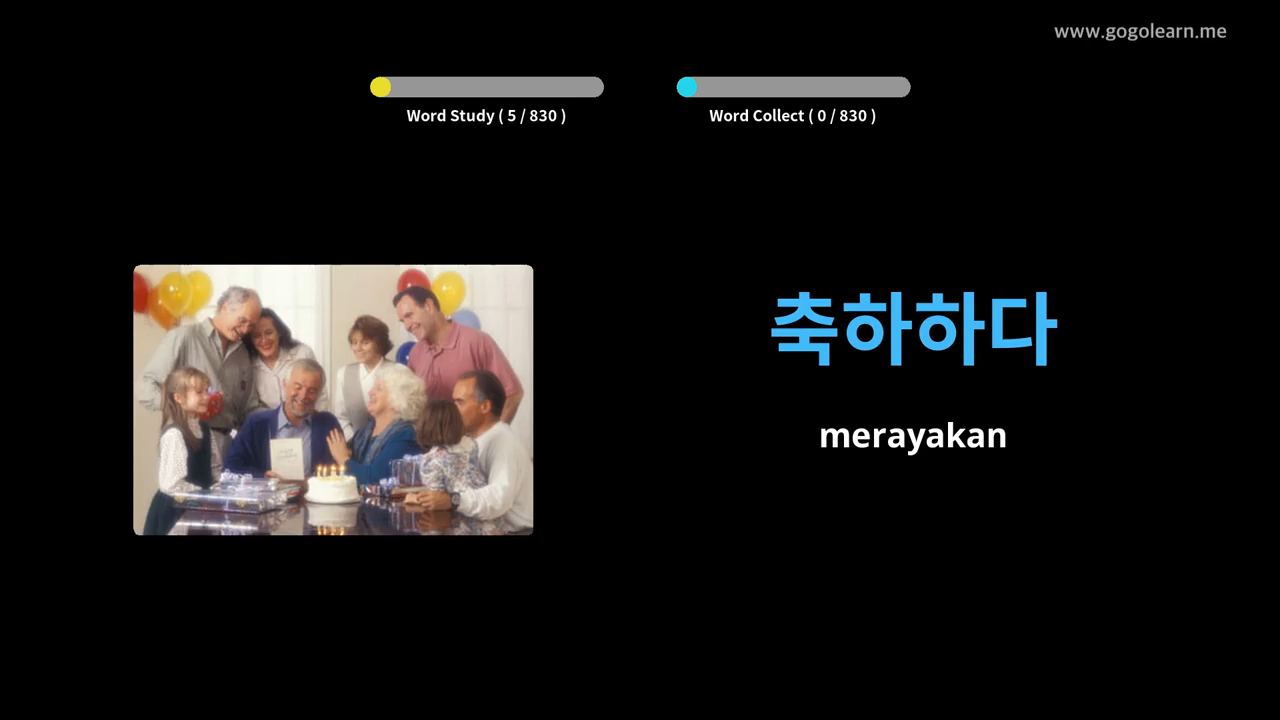 www.gogolearn.me
Word Study ( 5 / 830 )
Word Collect ( 0 / 830 )
축하하다
merayakan